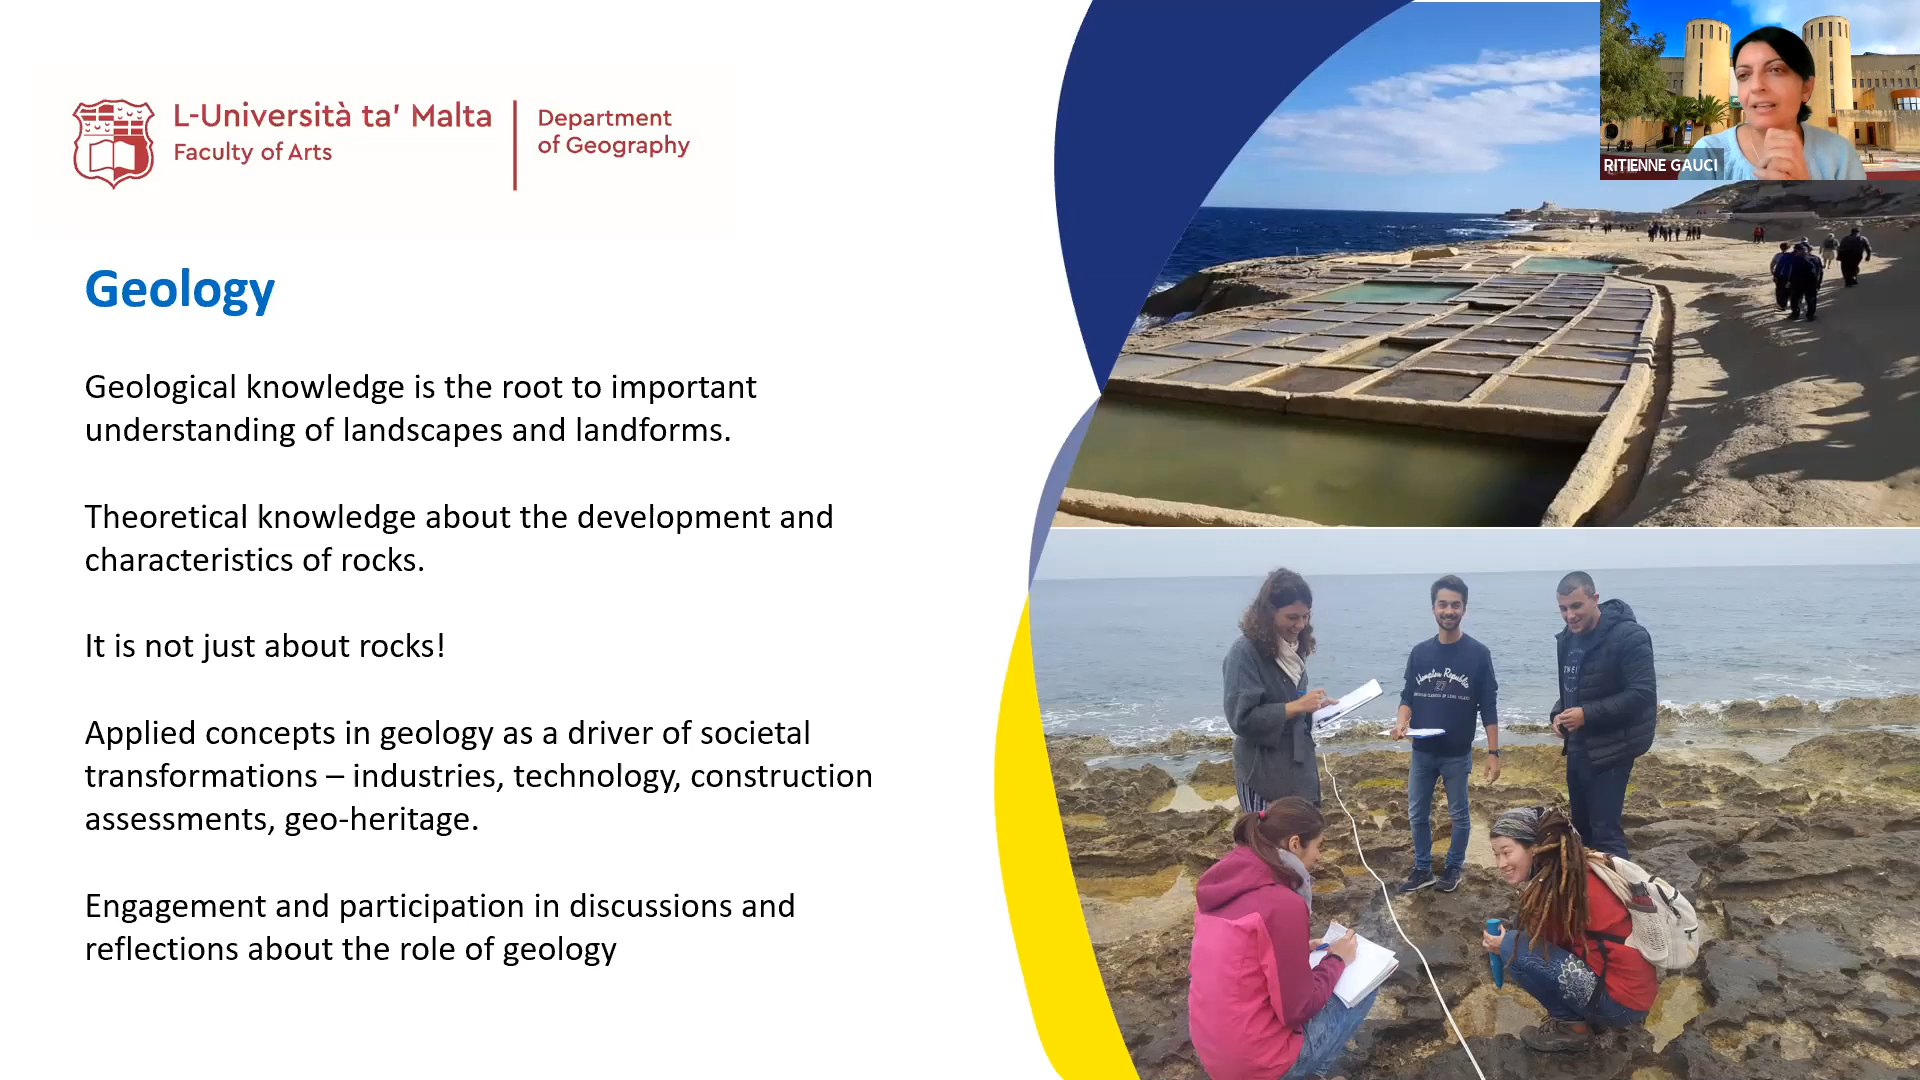 L-Università ta' Malta
Faculty of Arts
Department
of Geography
RITIENNE GAUCI
Geology
Geological knowledge is the root to important
understanding of landscapes and landforms.
Theoretical knowledge about the development and
characteristics of rocks.
It is not just about rocks!
Applied concepts in geology as a driver of societal
transformations – industries, technology, construction
assessments, geo-heritage.
Engagement and participation in discussions and
reflections about the role of geology
Hampton Republic
27